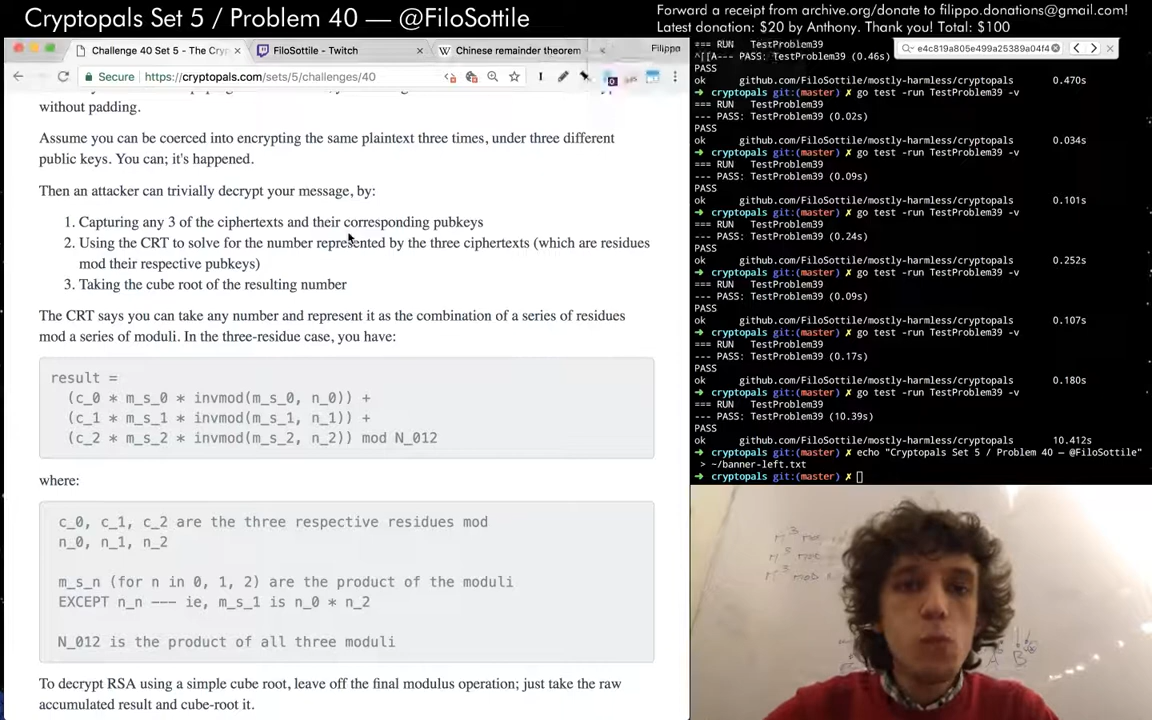 Cryptopals Set 5 / Problem 40 — @FiloSottile
Forward a receipt from archive.org/donate to filippo.donations@gmail.com!
Latest donation: $20 by Anthony. Thank you! Total: $100
Challenge 40 Set 5 - The Cry
FiloSottile - Twitch
Chinese remainder theorem
Filippo
Secure
https://cryptopals.com/sets/5/challenges/40
without padding.
Assume you can be coerced into encrypting the same plaintext three times, under three different
public keys. You can; it's happened.
Then an attacker can trivially decrypt your message, by:
1. Capturing any 3 of the ciphertexts and their corresponding pubkeys
2. Using the CRT to solve for the number represented by the three ciphertexts (which are residues
mod their respective pubkeys)
3. Taking the cube root of the resulting number
The CRT says you can take any number and represent it as the combination of a series of residues
mod a series of moduli. In the three-residue case, you have:
result =
(c_0 * m_s_0 * invmod(m_s_0, n_0)) +
(c_1 * m_s_1 * invmod(m_s_1, n_1)) +
(c_2 * m_s_2 * invmod(m_s_2, n_2)) mod N_012
where:
c_0, c_1, c_2 are the three respective residues mod
n_0, n_1, n_2
m_s_n (for n in 0, 1, 2) are the product of the moduli
EXCEPT n_n --- ie, m_s_1 is n_0 * n_2
N_012 is the product of all three moduli
To decrypt RSA using a simple cube root, leave off the final modulus operation; just take the raw
accumulated result and cube-root it.
=== RUN TestProblem39
e4c819a805e499a25389a04f4
^[[A--- PASS: TestProblem39 (0.46s)
PASS
ok github.com/FiloSottile/mostly-harmless/cryptopals 0.470s
➜ cryptopals git:(master) ✗ go test -run TestProblem39 -v
=== RUN TestProblem39
--- PASS: TestProblem39 (0.02s)
PASS
ok github.com/FiloSottile/mostly-harmless/cryptopals 0.034s
➜ cryptopals git:(master) ✗ go test -run TestProblem39 -v
=== RUN TestProblem39
--- PASS: TestProblem39 (0.09s)
PASS
ok github.com/FiloSottile/mostly-harmless/cryptopals 0.101s
➜ cryptopals git:(master) ✗ go test -run TestProblem39 -v
=== RUN TestProblem39
--- PASS: TestProblem39 (0.24s)
PASS
ok github.com/FiloSottile/mostly-harmless/cryptopals 0.252s
➜ cryptopals git:(master) ✗ go test -run TestProblem39 -v
=== RUN TestProblem39
--- PASS: TestProblem39 (0.09s)
PASS
ok github.com/FiloSottile/mostly-harmless/cryptopals 0.107s
➜ cryptopals git:(master) ✗ go test -run TestProblem39 -v
=== RUN TestProblem39
--- PASS: TestProblem39 (0.17s)
PASS
ok github.com/FiloSottile/mostly-harmless/cryptopals 0.180s
➜ cryptopals git:(master) ✗ go test -run TestProblem39 -v
=== RUN TestProblem39
--- PASS: TestProblem39 (10.39s)
PASS
ok github.com/FiloSottile/mostly-harmless/cryptopals 10.412s
➜ cryptopals git:(master) ✗ echo "Cryptopals Set 5 / Problem 40 — @FiloSottile"
> ~/banner-left.txt
➜ cryptopals git:(master) ✗
A B